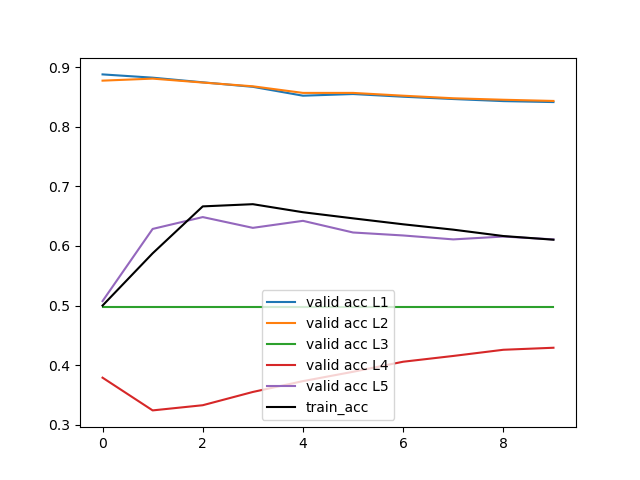 0.9
0.8
0.7
0.6
0.5
0.4
0.3
valid acc L1
valid acc L2
valid acc L3
valid acc L4
valid acc L5
train_acc
0 2 4 6 8